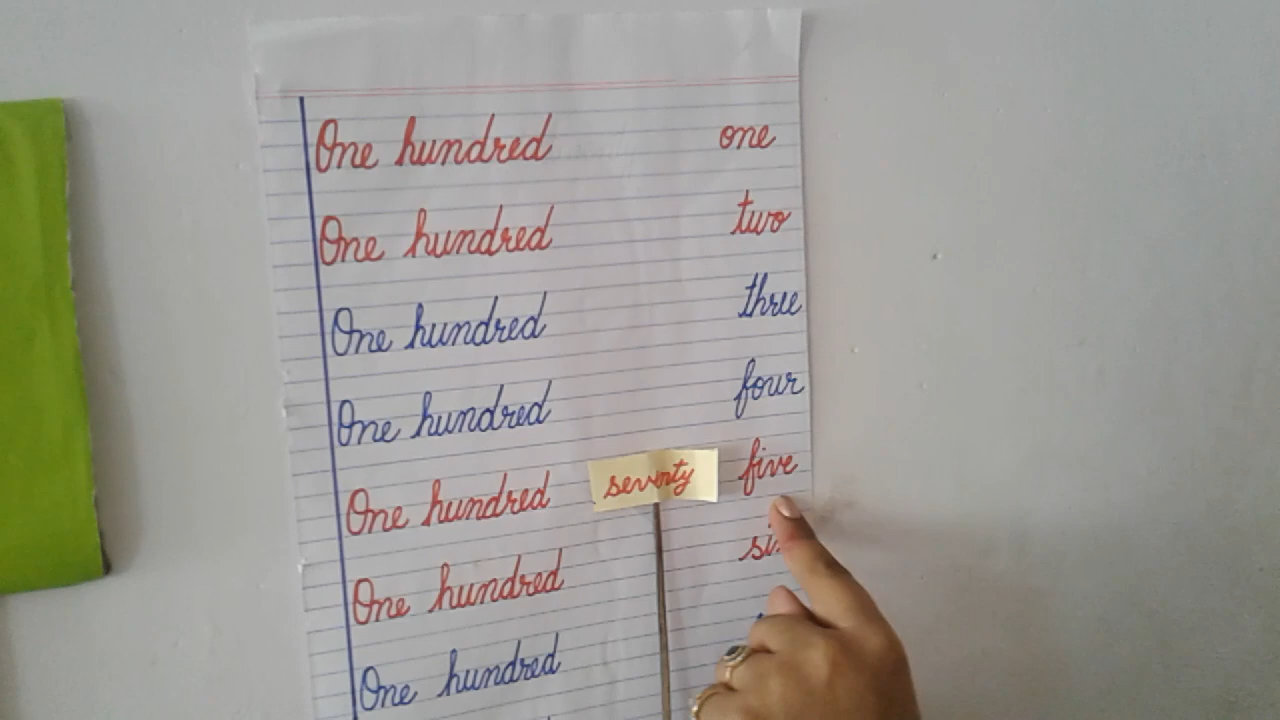 One hundred one
One hundred two
One hundred three
One hundred four
One hundred seventy five
One hundred
One hundred